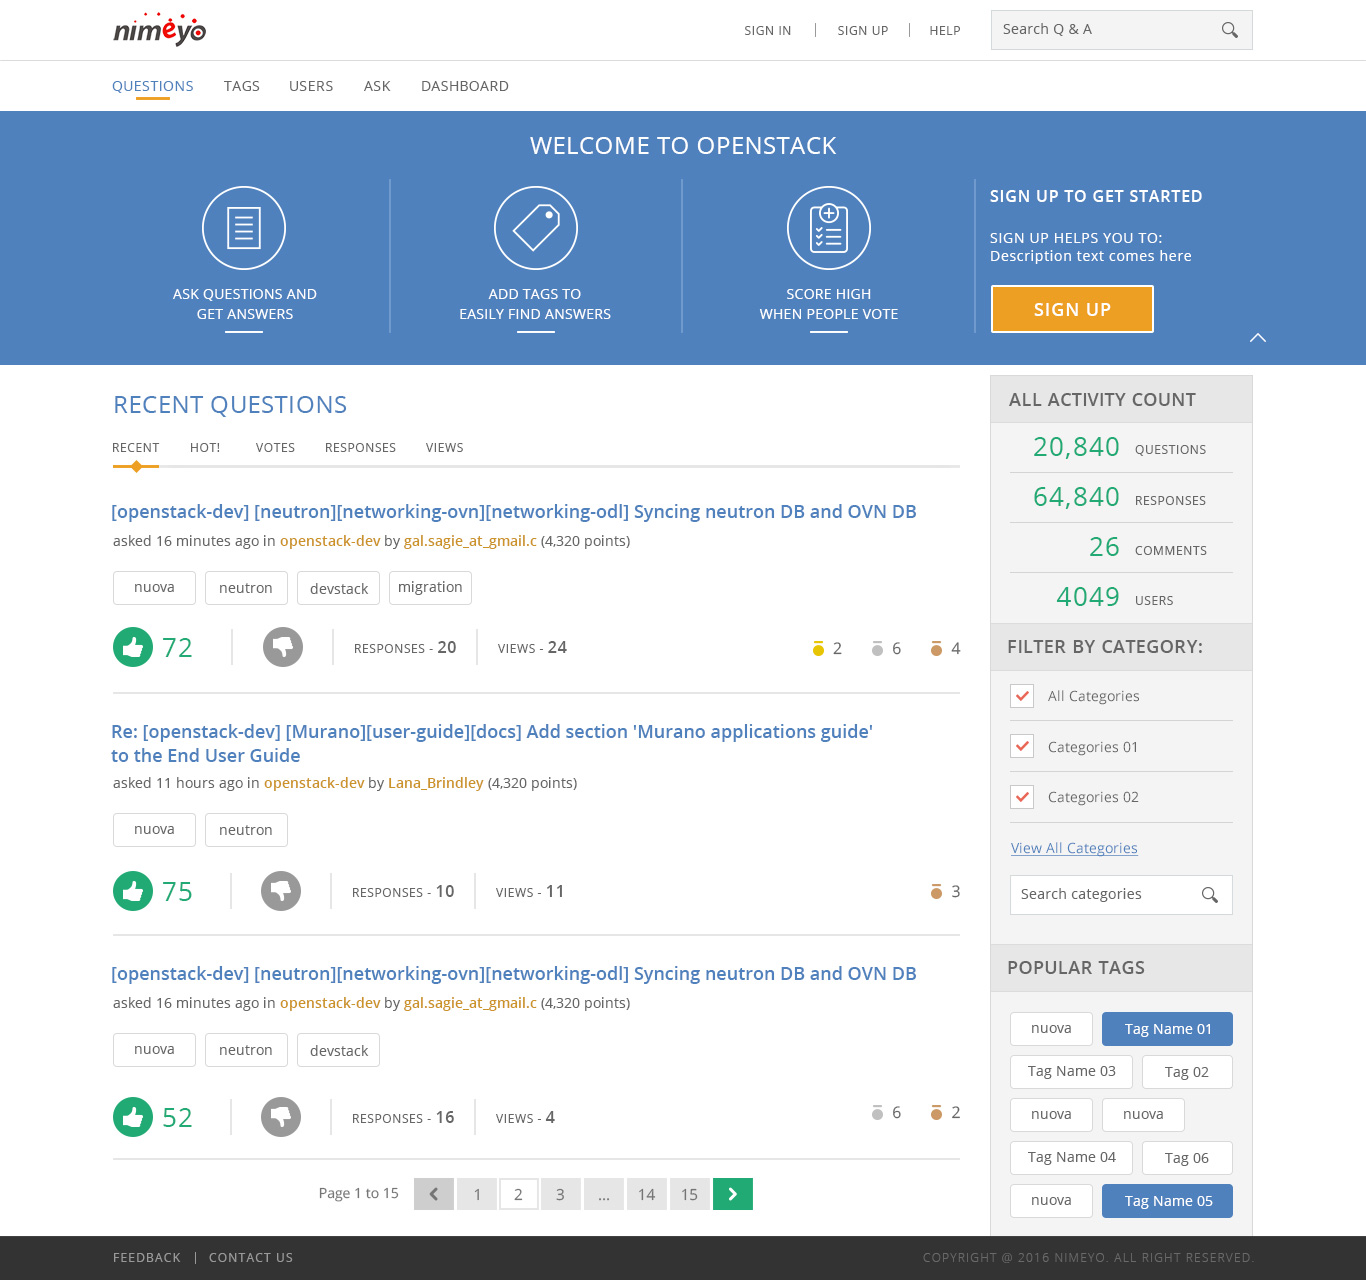 nimeyo
SIGN IN
SIGN UP
HELP
Search Q & A
QUESTIONS
TAGS
USERS
ASK
DASHBOARD
WELCOME TO OPENSTACK
ASK QUESTIONS AND
GET ANSWERS
ADD TAGS TO
EASILY FIND ANSWERS
SCORE HIGH
WHEN PEOPLE VOTE
SIGN UP TO GET STARTED
SIGN UP HELPS YOU TO:
Description text comes here
SIGN UP
RECENT QUESTIONS
RECENT
HOT!
VOTES
RESPONSES
VIEWS
[openstack-dev] [neutron][networking-ovn][networking-odl] Syncing neutron DB and OVN DB
asked 16 minutes ago in openstack-dev by gal.sagie_at_gmail.c (4,320 points)
nuova
neutron
devstack
migration
72
RESPONSES - 20
VIEWS - 24
2
6
4
Re: [openstack-dev] [Murano][user-guide][docs] Add section 'Murano applications guide'
to the End User Guide
asked 11 hours ago in openstack-dev by Lana_Brindley (4,320 points)
nuova
neutron
75
RESPONSES - 10
VIEWS - 11
3
[openstack-dev] [neutron][networking-ovn][networking-odl] Syncing neutron DB and OVN DB
asked 16 minutes ago in openstack-dev by gal.sagie_at_gmail.c (4,320 points)
nuova
neutron
devstack
52
RESPONSES - 16
VIEWS - 4
6
2
Page 1 to 15
1
2
3
...
14
15
ALL ACTIVITY COUNT
20,840 QUESTIONS
64,840 RESPONSES
26 COMMENTS
4049 USERS
FILTER BY CATEGORY:
All Categories
Categories 01
Categories 02
View All Categories
Search categories
POPULAR TAGS
nuova
Tag Name 01
Tag Name 03
Tag 02
nuova
nuova
Tag Name 04
Tag 06
nuova
Tag Name 05
FEEDBACK | CONTACT US
COPYRIGHT @ 2016 NIMEYO. ALL RIGHT RESERVED.